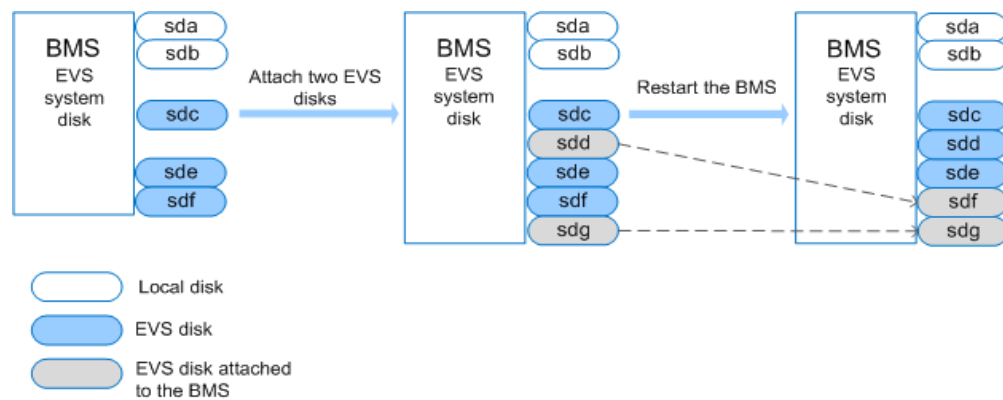 BMS
EVS
system
disk
sda
sdb
sdc
sde
sdf
Attach two EVS
disks
BMS
EVS
system
disk
sda
sdb
sdc
sdd
sde
sdf
sdg
Restart the BMS
BMS
EVS
system
disk
sda
sdb
sdc
sdd
sde
sdf
sdg
Local disk
EVS disk
EVS disk attached
to the BMS